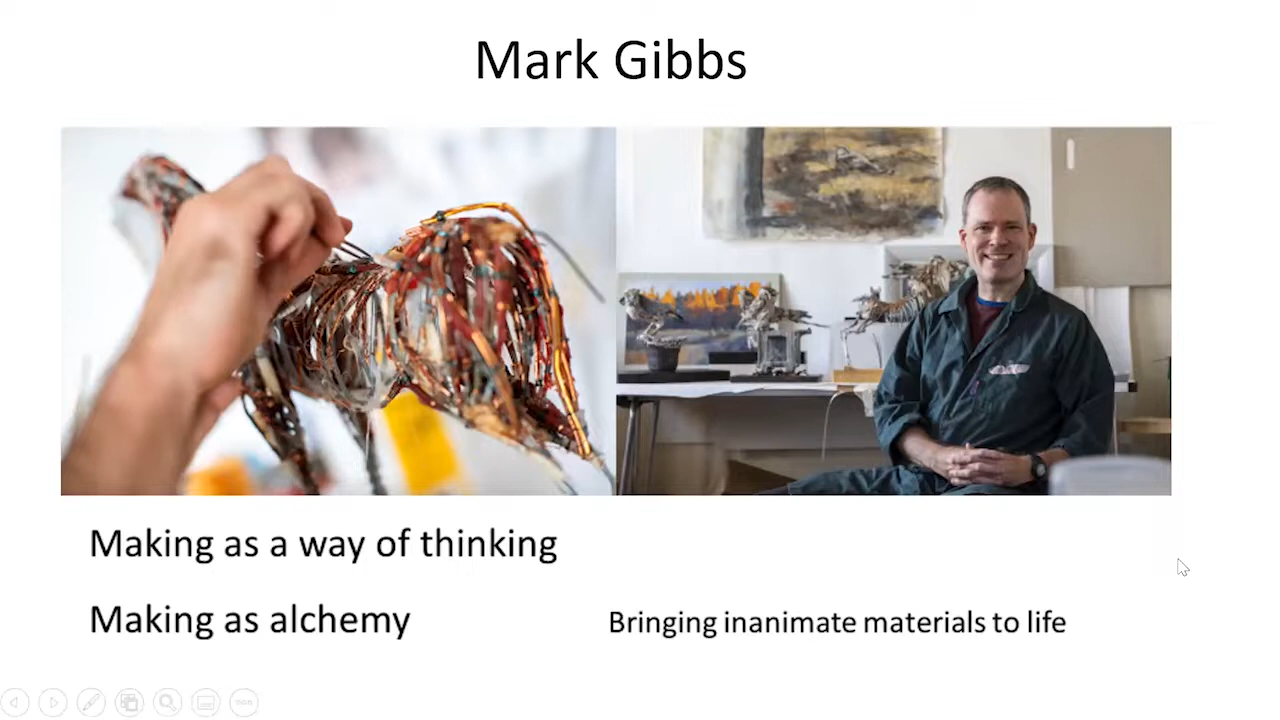 Mark Gibbs
Making as a way of thinking
Making as alchemy
Bringing inanimate materials to life